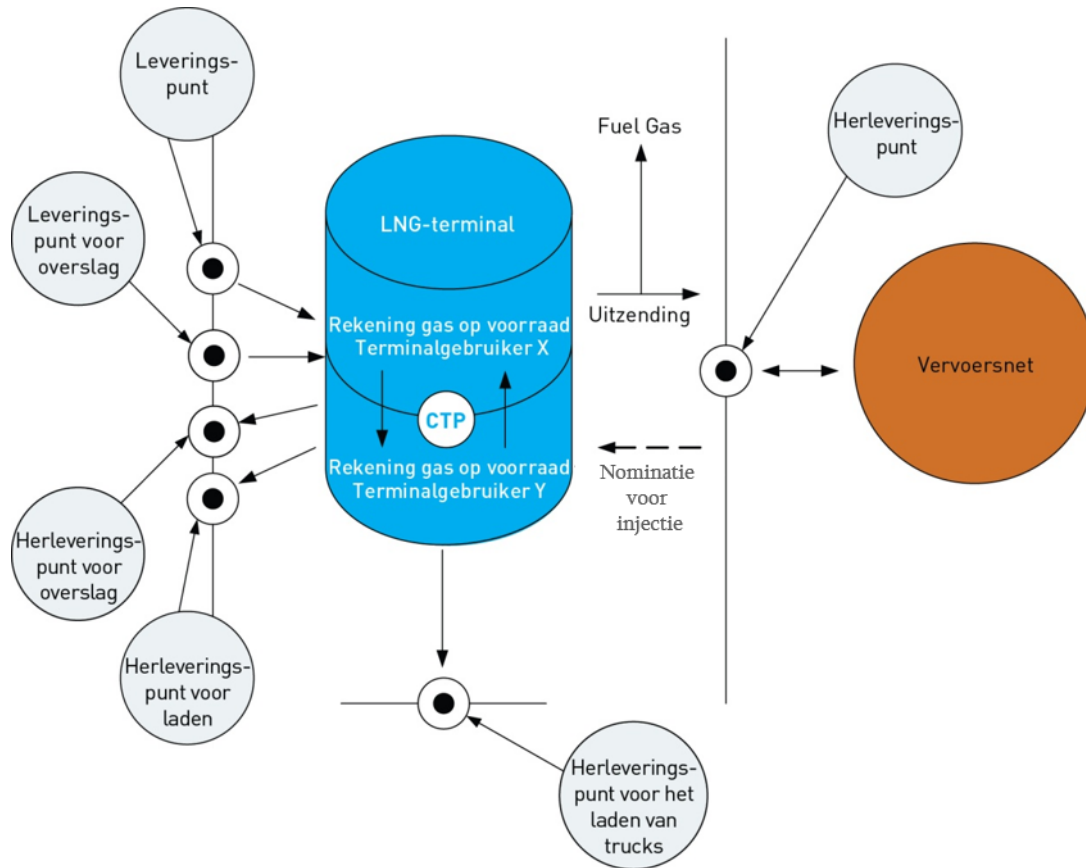 Leverings-
punt
Leverings-
punt voor
overslag
Herleverings-
punt voor
overslag
Herleverings-
punt voor
laden
LNG-terminal
Rekening gas op voorraad
Terminalgebruiker X
CTP
Rekening gas op voorraad
Terminalgebruiker Y
Fuel Gas
Uitzending
Nominatie
voor
injectie
Herleverings-
punt
Vervoersnet
Herleverings-
punt voor het
laden van
trucks